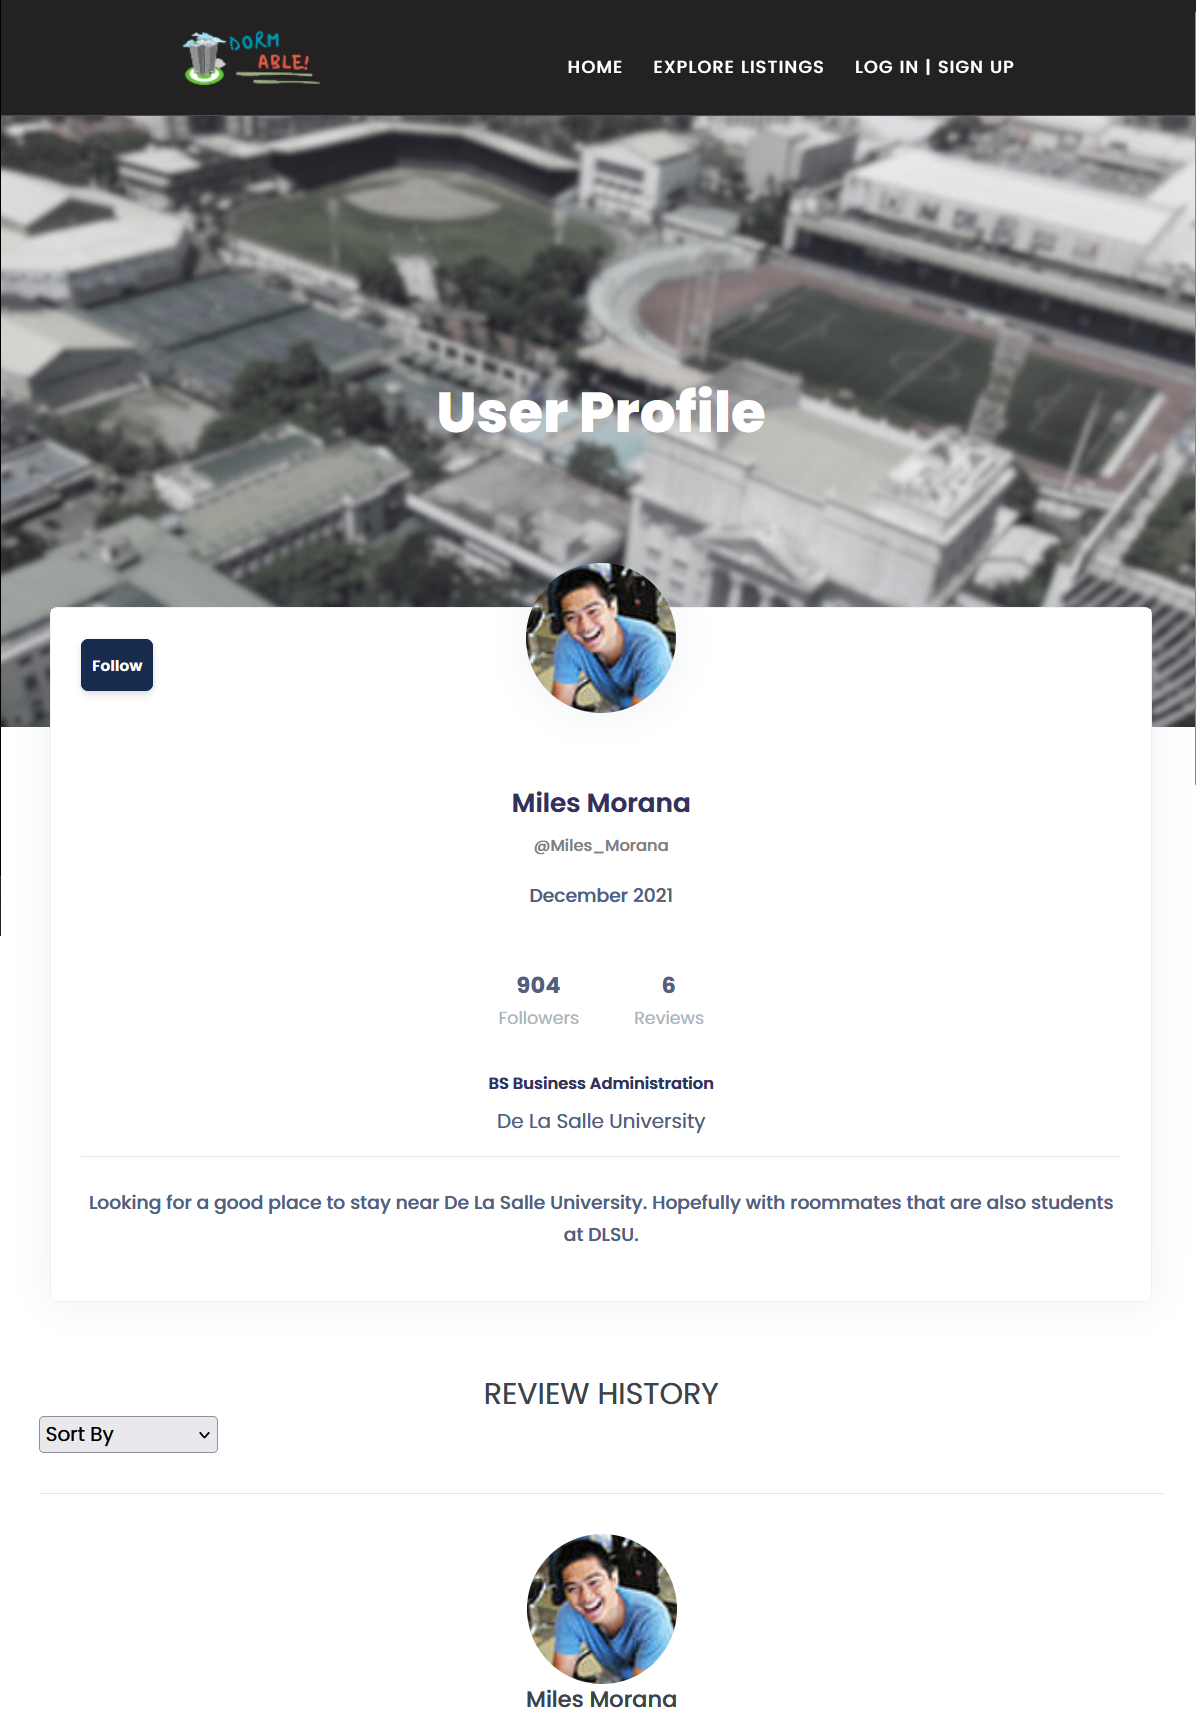 DORM
ABLE!
HOME EXPLORE LISTINGS LOG IN | SIGN UP
User Profile
Follow
Miles Morana
@Miles_Morana
December 2021
904 6
Followers Reviews
BS Business Administration
De La Salle University
Looking for a good place to stay near De La Salle University. Hopefully with roommates that are also students
at DLSU.
REVIEW HISTORY
Sort By
Miles Morana